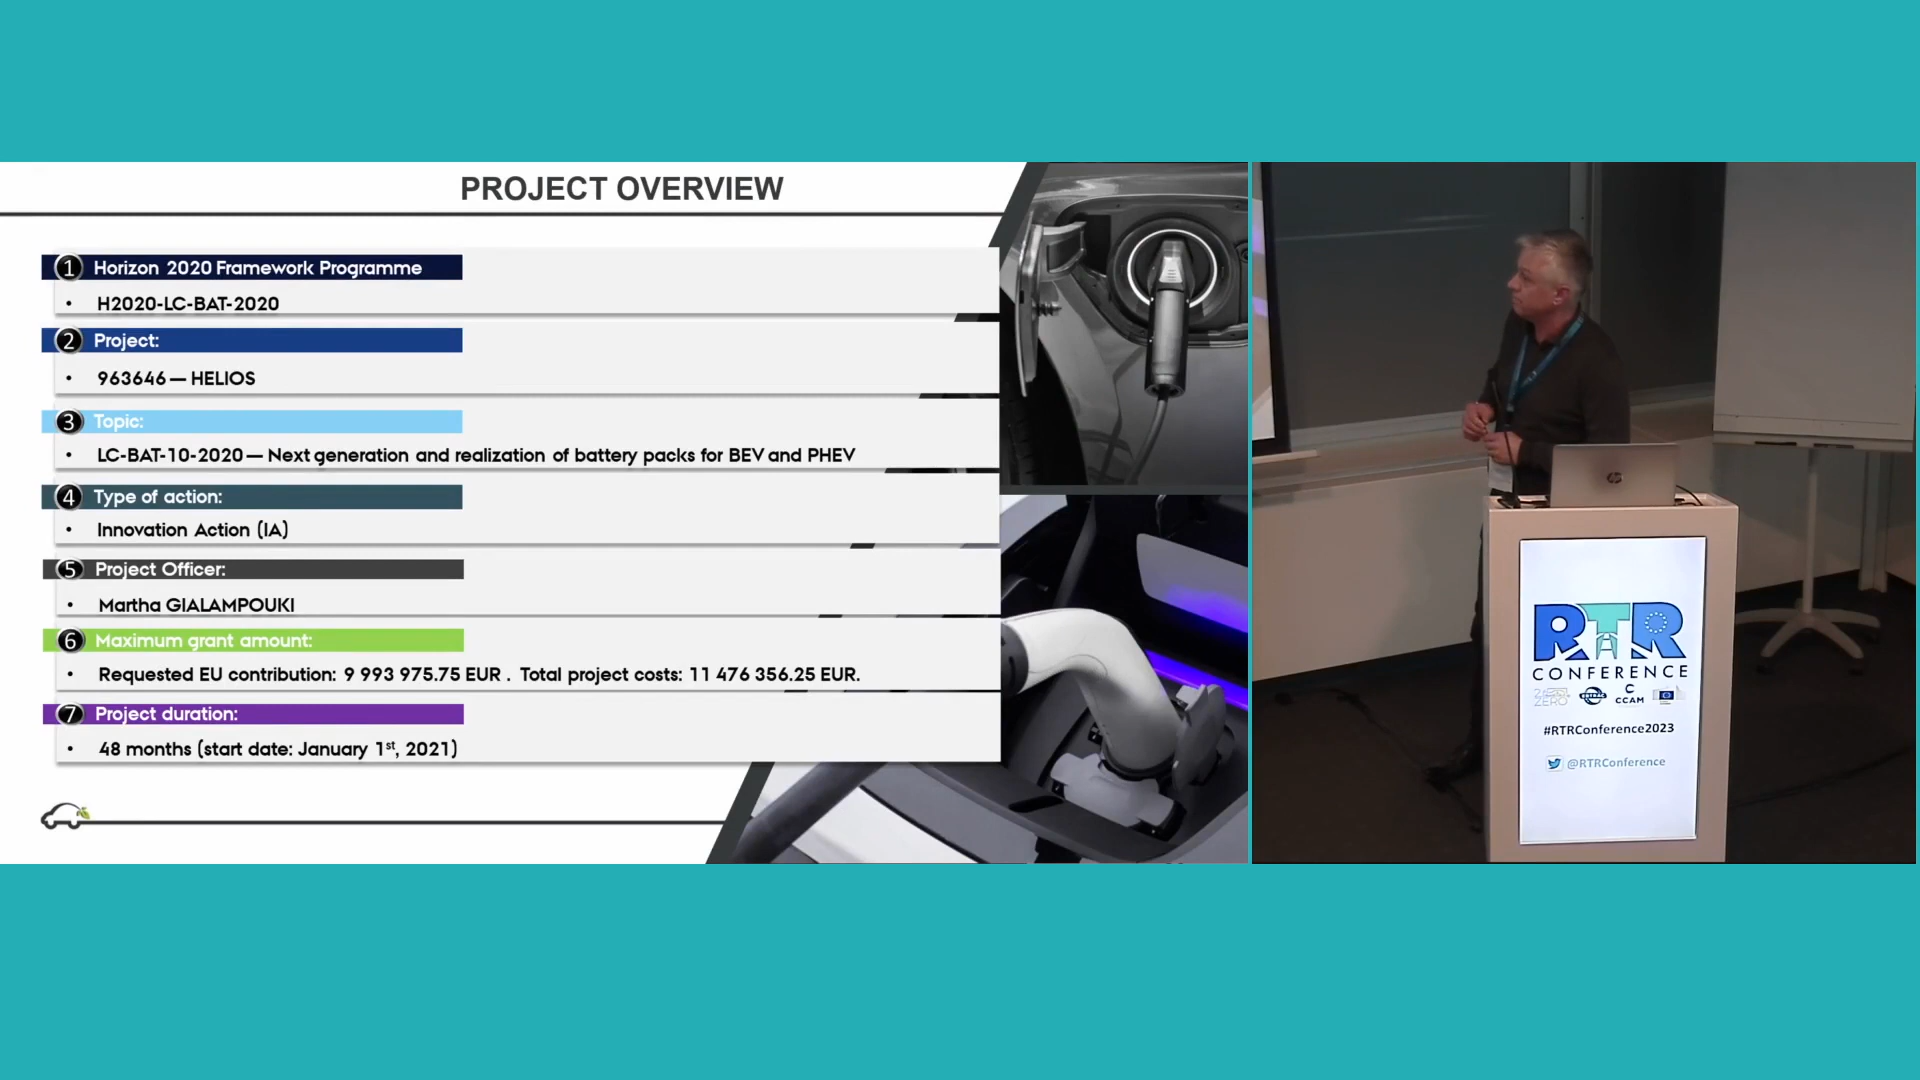 PROJECT OVERVIEW
1 Horizon 2020 Framework Programme
• H2020-LC-BAT-2020
2 Project:
• 963646 — HELIOS
3 Topic:
• LC-BAT-10-2020 — Next generation and realization of battery packs for BEV and PHEV
4 Type of action:
• Innovation Action (IA)
5 Project Officer:
• Martha GIALAMPOUKI
6 Maximum grant amount:
• Requested EU contribution: 9 993 975.75 EUR . Total project costs: 11 476 356.25 EUR.
7 Project duration:
• 48 months (start date: January 1st, 2021)
hp
RTR
CONFERENCE
ZERO
ERTRAC
CCAM
#RTRConference2023
@RTRConference